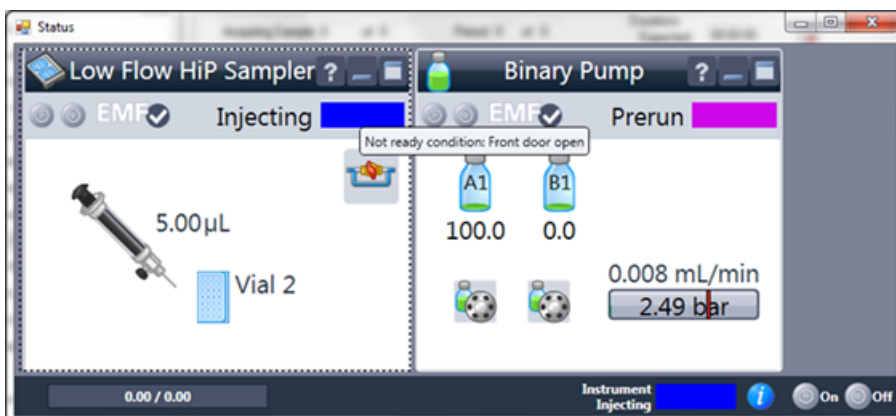 Status
Low Flow HiP Sampler ?
EMF
Injecting
Binary Pump ?
EMF
Prerun
Not ready condition: Front door open
5.00µL
Vial 2
A1
B1
100.0
0.0
0.008 mL/min
2.49 bar
0.00 / 0.00
Instrument
Injecting
i
On
Off